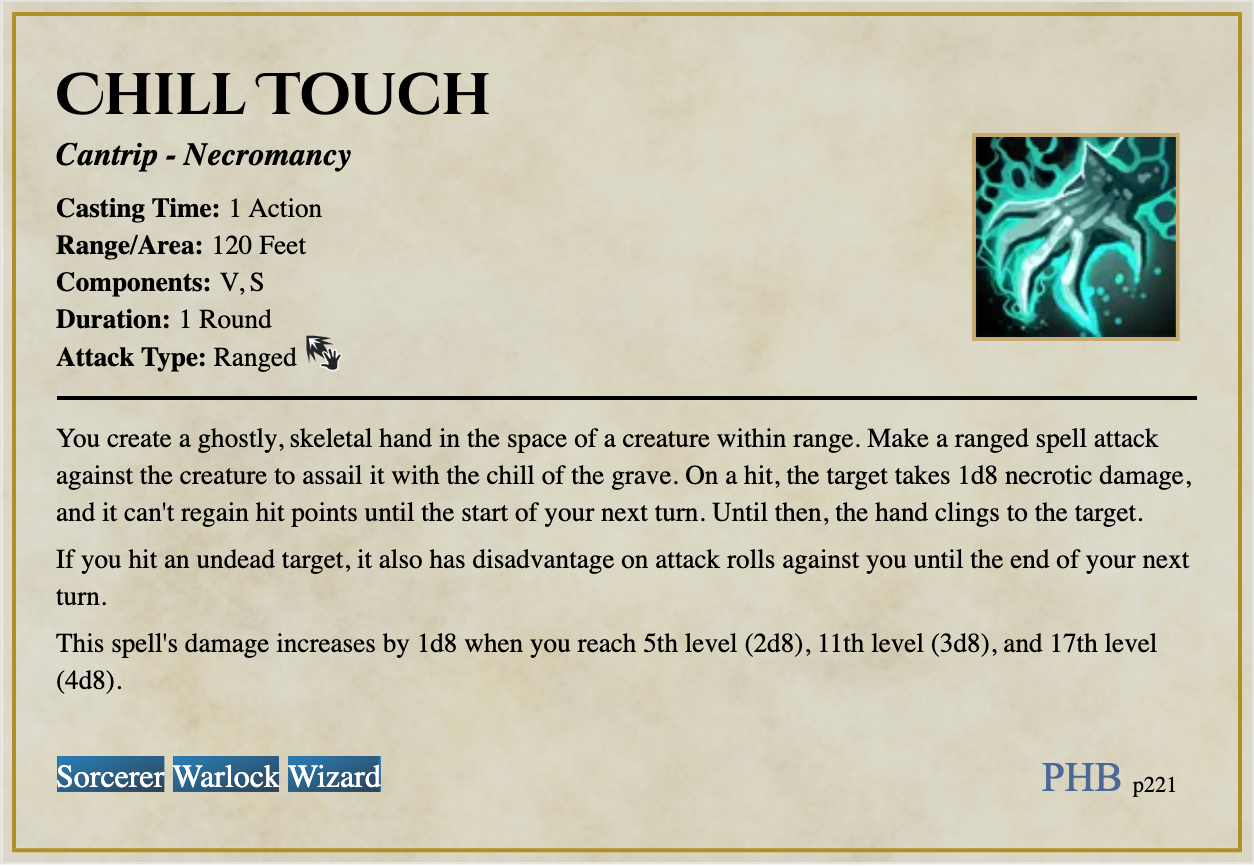 Chill Touch
Cantrip - Necromancy
Casting Time: 1 Action
Range/Area: 120 Feet
Components: V, S
Duration: 1 Round
Attack Type: Ranged
You create a ghostly, skeletal hand in the space of a creature within range. Make a ranged spell attack
against the creature to assail it with the chill of the grave. On a hit, the target takes 1d8 necrotic damage,
and it can't regain hit points until the start of your next turn. Until then, the hand clings to the target.
If you hit an undead target, it also has disadvantage on attack rolls against you until the end of your next
turn.
This spell's damage increases by 1d8 when you reach 5th level (2d8), 11th level (3d8), and 17th level
(4d8).
Sorcerer Warlock Wizard
PHB p221